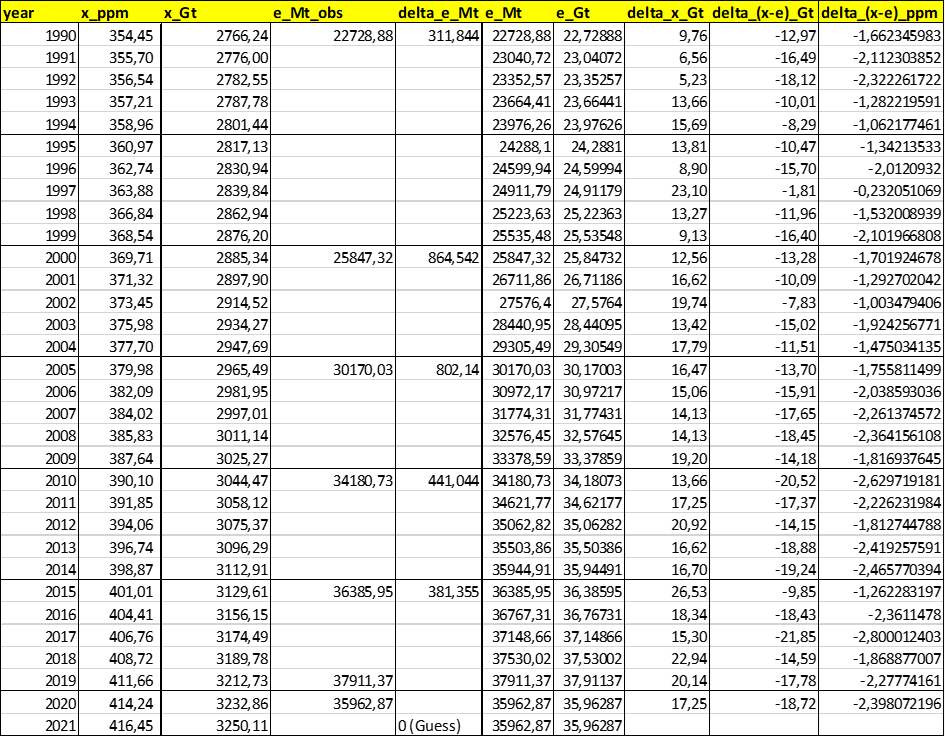 year x_ppm x_Gt e_Mt_obs delta_e_Mt e_Mt e_Gt delta_x_Gt delta_(x-e)_Gt delta_(x-e)_ppm
1990 354,45 2766,24 22728,88 311,844 22728,88 22,72888 9,76 -12,97 -1,662345983
1991 355,70 2776,00 23040,72 23,04072 6,56 -16,49 -2,112303852
1992 356,54 2782,55 23352,57 23,35257 5,23 -18,12 -2,322261722
1993 357,21 2787,78 23664,41 23,66441 13,66 -10,01 -1,282219591
1994 358,96 2801,44 23976,26 23,97626 15,69 -8,29 -1,062177461
1995 360,97 2817,13 24288,1 24,2881 13,81 -10,47 -1,34213533
1996 362,74 2830,94 24599,94 24,59994 8,90 -15,70 -2,0120932
1997 363,88 2839,84 24911,79 24,91179 23,10 -1,81 -0,232051069
1998 366,84 2862,94 25223,63 25,22363 13,27 -11,96 -1,532008939
1999 368,54 2876,20 25535,48 25,53548 9,13 -16,40 -2,101966808
2000 369,71 2885,34 25847,32 864,542 25847,32 25,84732 12,56 -13,28 -1,701924678
2001 371,32 2897,90 26711,86 26,71186 16,62 -10,09 -1,292702042
2002 373,45 2914,52 27576,4 27,5764 19,74 -7,83 -1,003479406
2003 375,98 2934,27 28440,95 28,44095 13,42 -15,02 -1,924256771
2004 377,70 2947,69 29305,49 29,30549 17,79 -11,51 -1,475034135
2005 379,98 2965,49 30170,03 802,14 30170,03 30,17003 16,47 -13,70 -1,755811499
2006 382,09 2981,95 30972,17 30,97217 15,06 -15,91 -2,038593036
2007 384,02 2997,01 31774,31 31,77431 14,13 -17,65 -2,261374572
2008 385,83 3011,14 32576,45 32,57645 14,13 -18,45 -2,364156108
2009 387,64 3025,27 33378,59 33,37859 19,20 -14,18 -1,816937645
2010 390,10 3044,47 34180,73 441,044 34180,73 34,18073 13,66 -20,52 -2,629719181
2011 391,85 3058,12 34621,77 34,62177 17,25 -17,37 -2,226231984
2012 394,06 3075,37 35062,82 35,06282 20,92 -14,15 -1,812744788
2013 396,74 3096,29 35503,86 35,50386 16,62 -18,88 -2,419257591
2014 398,87 3112,91 35944,91 35,94491 16,70 -19,24 -2,465770394
2015 401,01 3129,61 36385,95 381,355 36385,95 36,38595 26,53 -9,85 -1,262283197
2016 404,41 3156,15 36767,31 36,76731 18,34 -18,43 -2,3611478
2017 406,76 3174,49 37148,66 37,14866 15,30 -21,85 -2,800012403
2018 408,72 3189,78 37530,02 37,53002 22,94 -14,59 -1,868877007
2019 411,66 3212,73 37911,37 37911,37 37,91137 20,14 -17,78 -2,27774161
2020 414,24 3232,86 35962,87 35962,87 35,96287 17,25 -18,72 -2,398072196
2021 416,45 3250,11 0 (Guess) 35962,87 35,96287